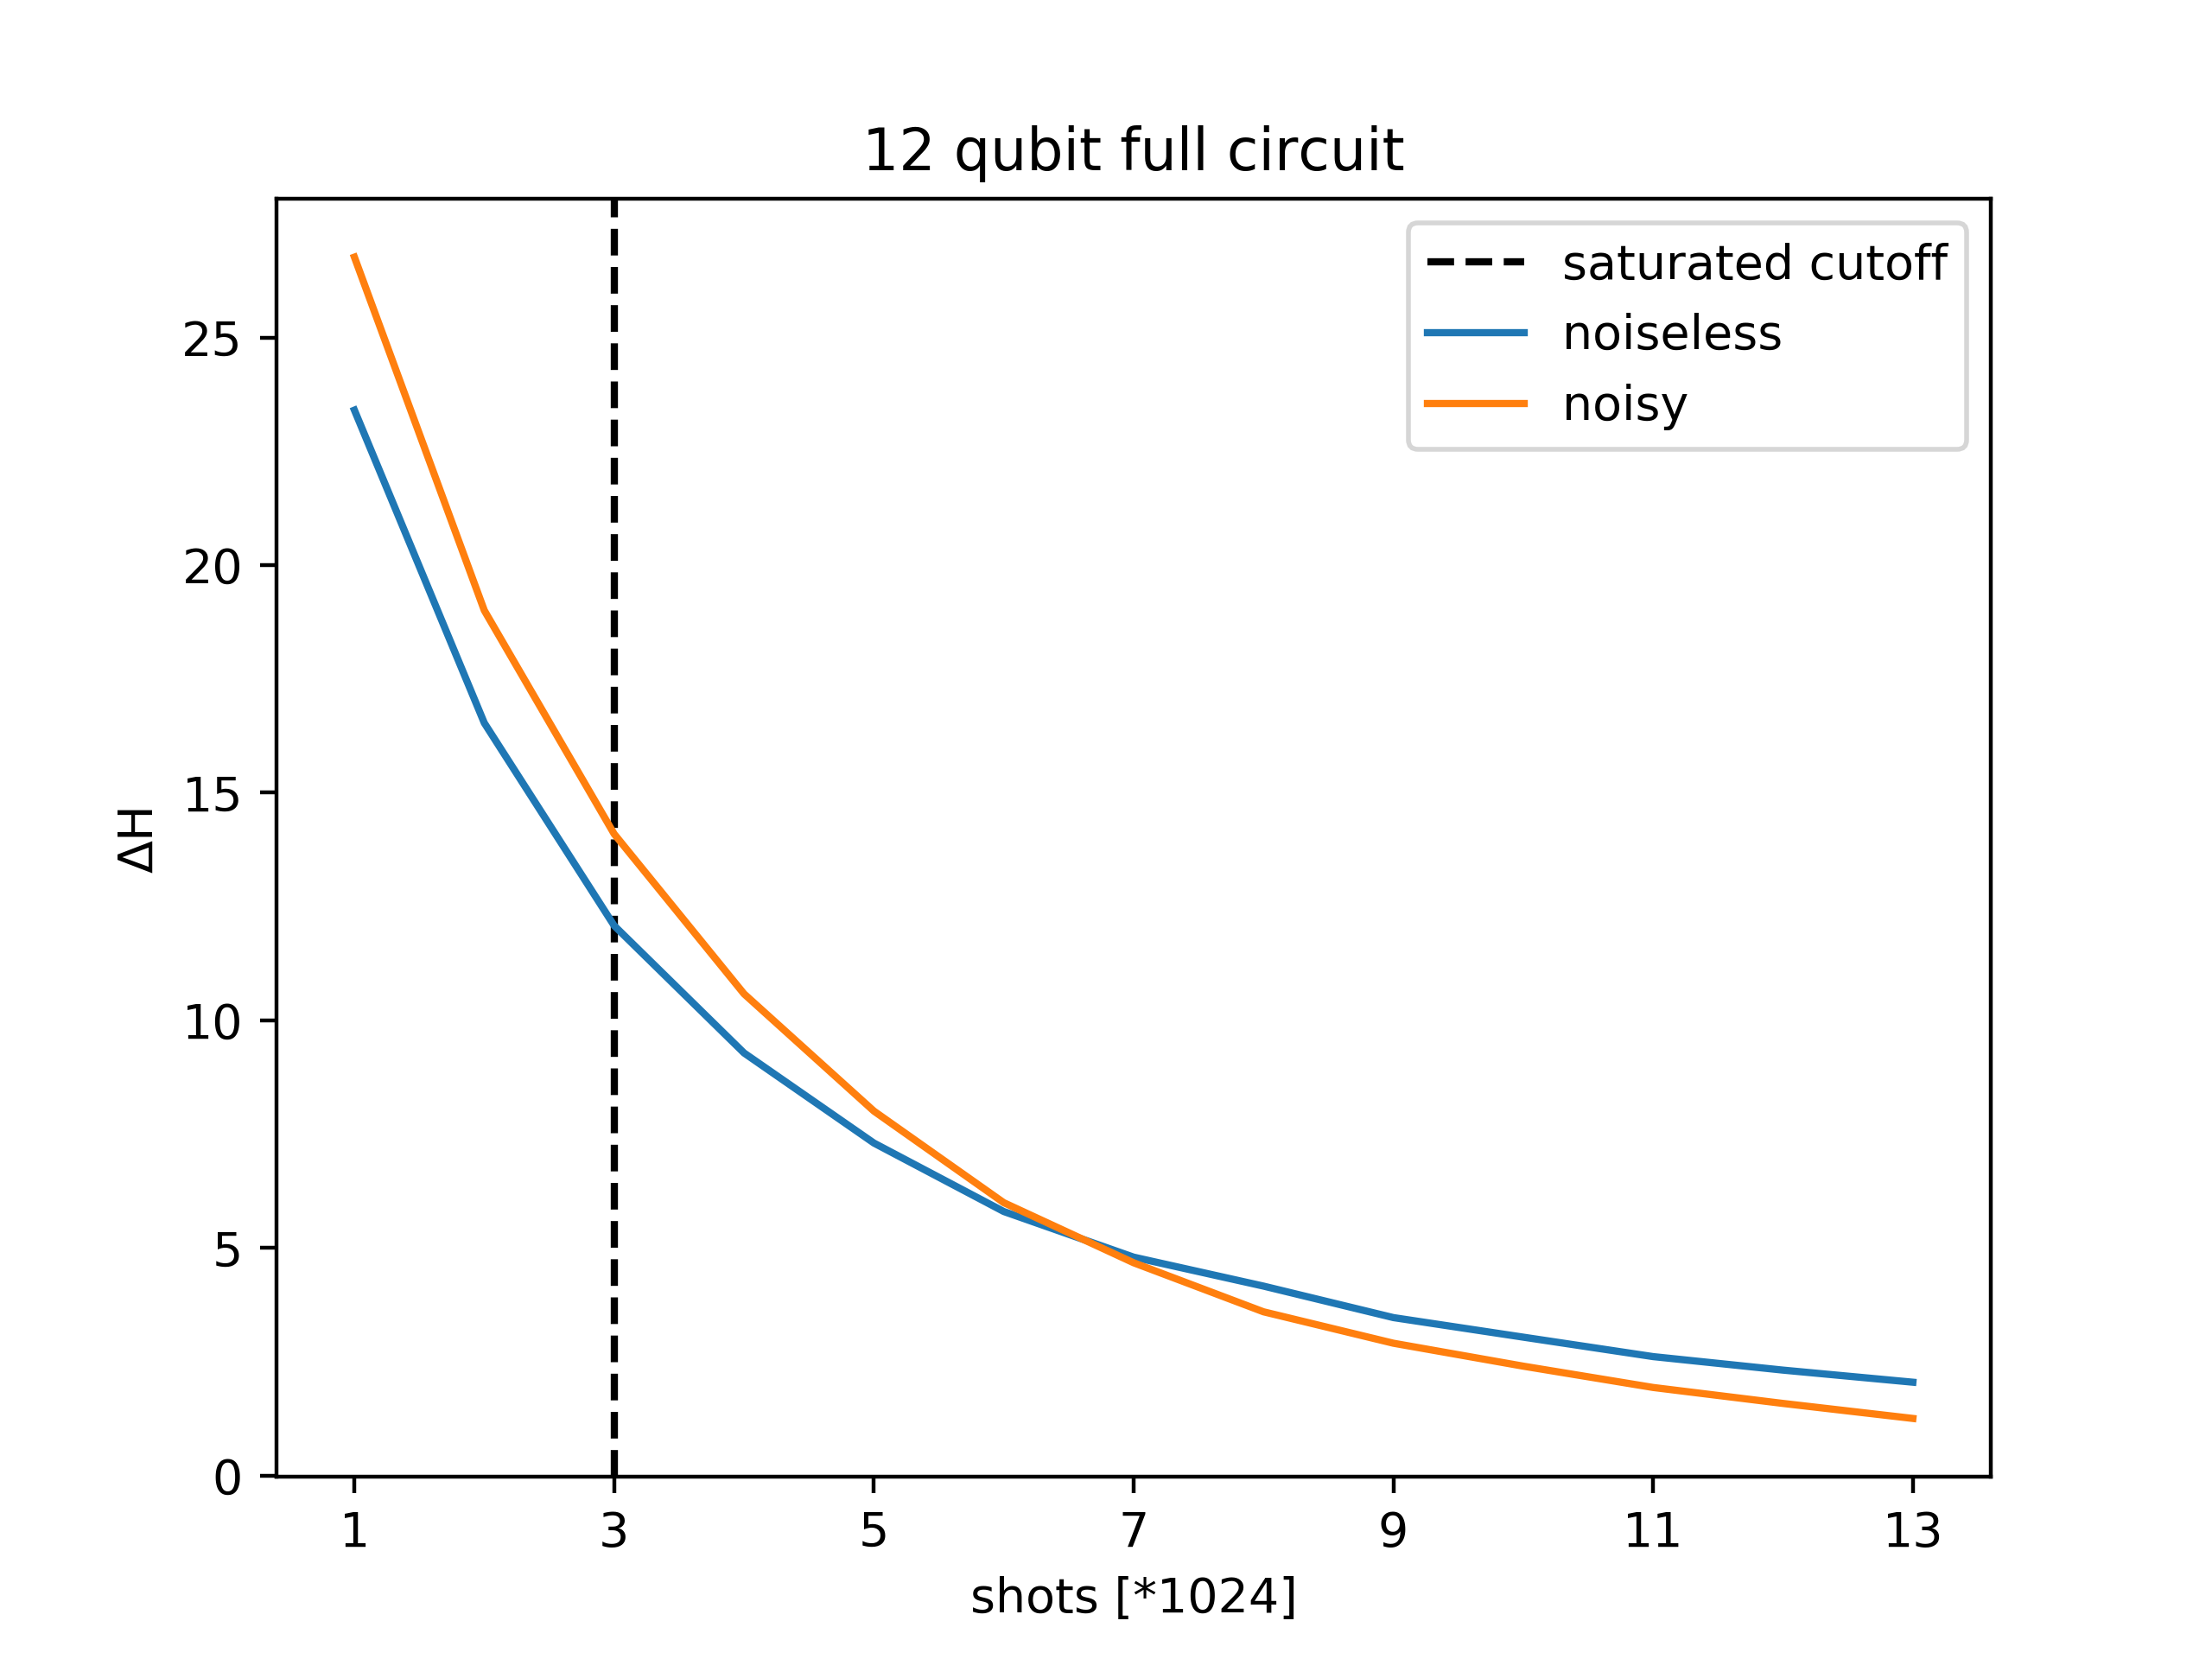 12 qubit full circuit
saturated cutoff
noiseless
noisy
25
20
15
10
5
0
ΔH
1 3 5 7 9 11 13
shots [*1024]